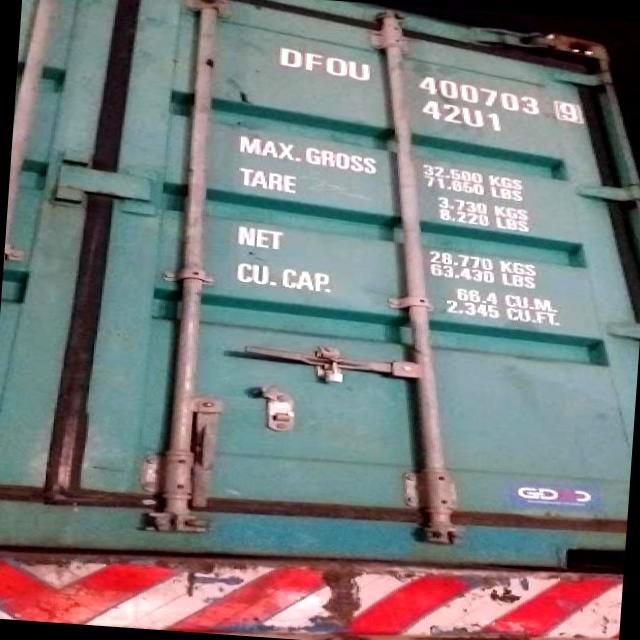 DFOU 400703 9
42U1
MAX. GROSS 32.500 KGS
71.650 LBS
TARE 3.730 KGS
8.220 LBS
NET 28.770 KGS
63.430 LBS
CU. CAP. 66.4 CU.M.
2.345 CU.FT.